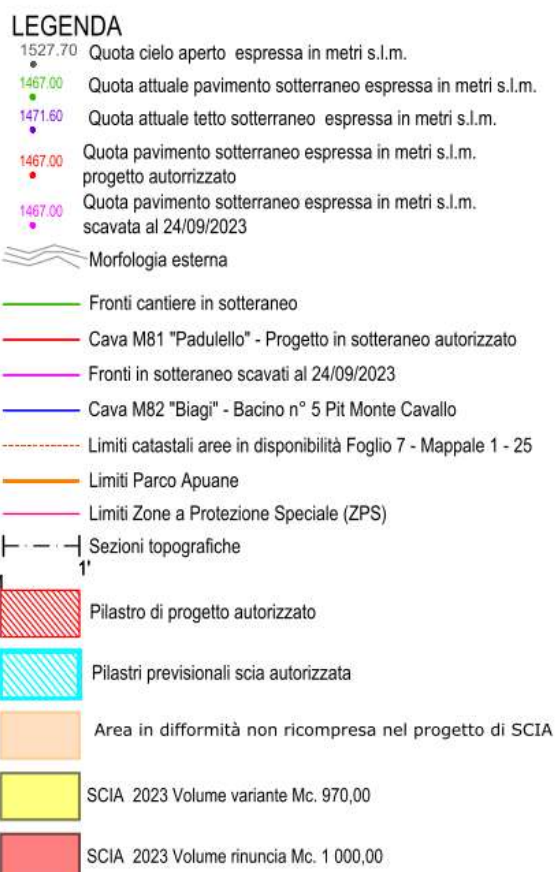 LEGENDA
1527.70 Quota cielo aperto espressa in metri s.l.m.
1467.00 Quota attuale pavimento sotterraneo espressa in metri s.l.m.
1471.60 Quota attuale tetto sotterraneo espressa in metri s.l.m.
1467.00 Quota pavimento sotterraneo espressa in metri s.l.m.
progetto autorrizzato
1467.00 Quota pavimento sotterraneo espressa in metri s.l.m.
scavata al 24/09/2023
Morfologia esterna
Fronti cantiere in sotteraneo
Cava M81 "Padulello" - Progetto in sotteraneo autorizzato
Fronti in sotteraneo scavati al 24/09/2023
Cava M82 "Biagi" - Bacino n° 5 Pit Monte Cavallo
Limiti catastali aree in disponibilità Foglio 7 - Mappale 1 - 25
Limiti Parco Apuane
Limiti Zone a Protezione Speciale (ZPS)
Sezioni topografiche
1'
Pilastro di progetto autorizzato
Pilastri previsionali scia autorizzata
Area in difformità non ricompresa nel progetto di SCIA
SCIA 2023 Volume variante Mc. 970,00
SCIA 2023 Volume rinuncia Mc. 1 000,00